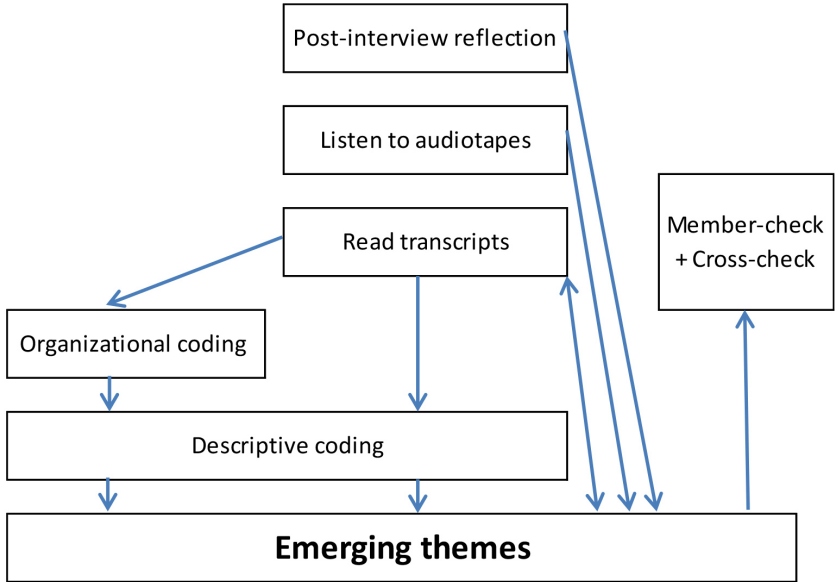 Post-interview reflection
Listen to audiotapes
Read transcripts
Member-check
+ Cross-check
Organizational coding
Descriptive coding
Emerging themes